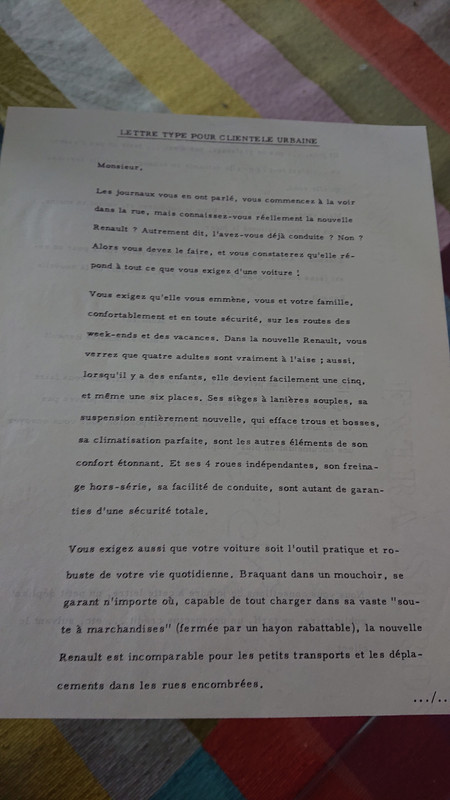 LETTRE TYPE POUR CLIENTELE URBAINE
Monsieur,
Les journaux vous en ont parlé, vous commences à la voir
dans la rue, mais connaissez-vous réellement la nouvelle
Renault ? Autrement dit, l'avez-vous déjà conduite ? Non ?
Alors vous devez le faire, et vous constaterez qu'elle ré-
pond à tout ce que vous exigez d'une voiture !
Vous exigez qu'elle vous emmène, vous et votre famille,
confortablement et en toute sécurité, sur les routes des
week-ends et des vacances. Dans la nouvelle Renault, vous
verrez que quatre adultes sont vraiment à l'aise ; aussi,
lorsqu'il y a des enfants, elle devient facilement une cinq,
et même une six places. Ses sièges à lanières souples, sa
suspension entièrement nouvelle, qui efface trous et bosses,
sa climatisation parfaite, sont les autres éléments de son
confort étonnant. Et ses 4 roues indépendantes, son freina-
ge hors-série, sa facilité de conduite, sont autant de garan-
ties d'une sécurité totale.
Vous exigez aussi que votre voiture soit l'outil pratique et ro-
buste de votre vie quotidienne. Braquant dans un mouchoir, se
garant n'importe où, capable de tout charger dans sa vaste "sou-
te à marchandises" (fermée par un hayon rabattable), la nouvelle
Renault est incomparable pour les petits transports et les dépla-
cements dans les rues encombrées.
.../..